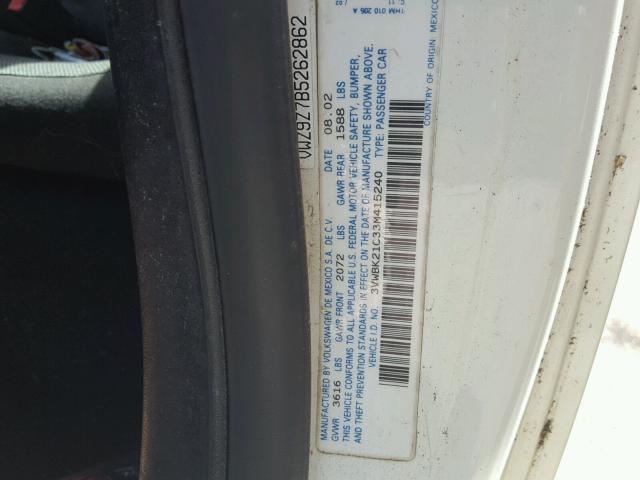 VWZ9Z7B5262862
MANUFACTURED BY VOLKSWAGEN DE MEXICO S.A. DE C.V. DATE 08.02
GVWR 3616 LBS GAWR FRONT 2072 LBS GAWR REAR 1588 LBS
THIS VEHICLE CONFORMS TO ALL APPLICABLE U.S. FEDERAL MOTOR VEHICLE SAFETY, BUMPER,
AND THEFT PREVENTION STANDARDS IN EFFECT ON THE DATE OF MANUFACTURE SHOWN ABOVE.
VEHICLE I.D. NO. 3VWBK21C33M415240 TYPE: PASSENGER CAR
COUNTRY OF ORIGIN: MEXICO
1HM 010 205 A